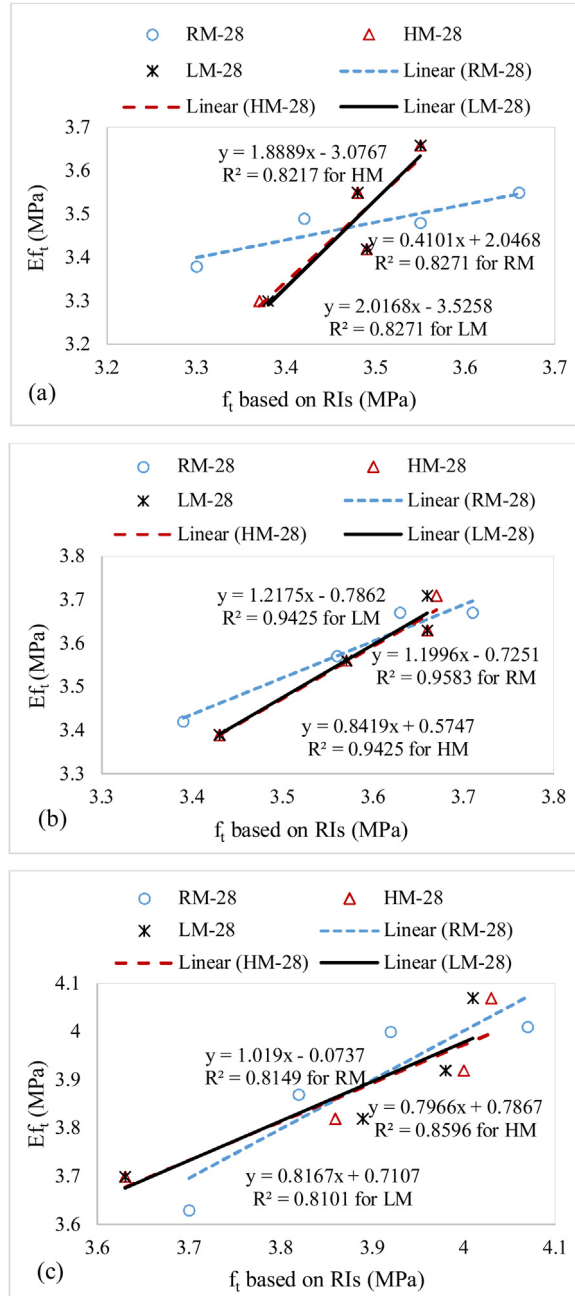 RM-28 HM-28
LM-28 Linear (RM-28)
Linear (HM-28) Linear (LM-28)
3.7
3.6
3.5
3.4
3.3
3.2
Ef_t (MPa)
y = 1.8889x - 3.0767
R² = 0.8217 for HM
y = 0.4101x + 2.0468
R² = 0.8271 for RM
y = 2.0168x - 3.5258
R² = 0.8271 for LM
3.2 3.3 3.4 3.5 3.6 3.7
(a) f_t based on RIs (MPa)
RM-28 HM-28
LM-28 Linear (RM-28)
Linear (HM-28) Linear (LM-28)
3.8
3.7
3.6
3.5
3.4
3.3
Ef_t (MPa)
y = 1.2175x - 0.7862
R² = 0.9425 for LM
y = 1.1996x - 0.7251
R² = 0.9583 for RM
y = 0.8419x + 0.5747
R² = 0.9425 for HM
3.3 3.4 3.5 3.6 3.7 3.8
(b) f_t based on RIs (MPa)
RM-28 HM-28
LM-28 Linear (RM-28)
Linear (HM-28) Linear (LM-28)
4.1
4
3.9
3.8
3.7
3.6
Ef_t (MPa)
y = 1.019x - 0.0737
R² = 0.8149 for RM
y = 0.7966x + 0.7867
R² = 0.8596 for HM
y = 0.8167x + 0.7107
R² = 0.8101 for LM
3.6 3.7 3.8 3.9 4 4.1
(c) f_t based on RIs (MPa)